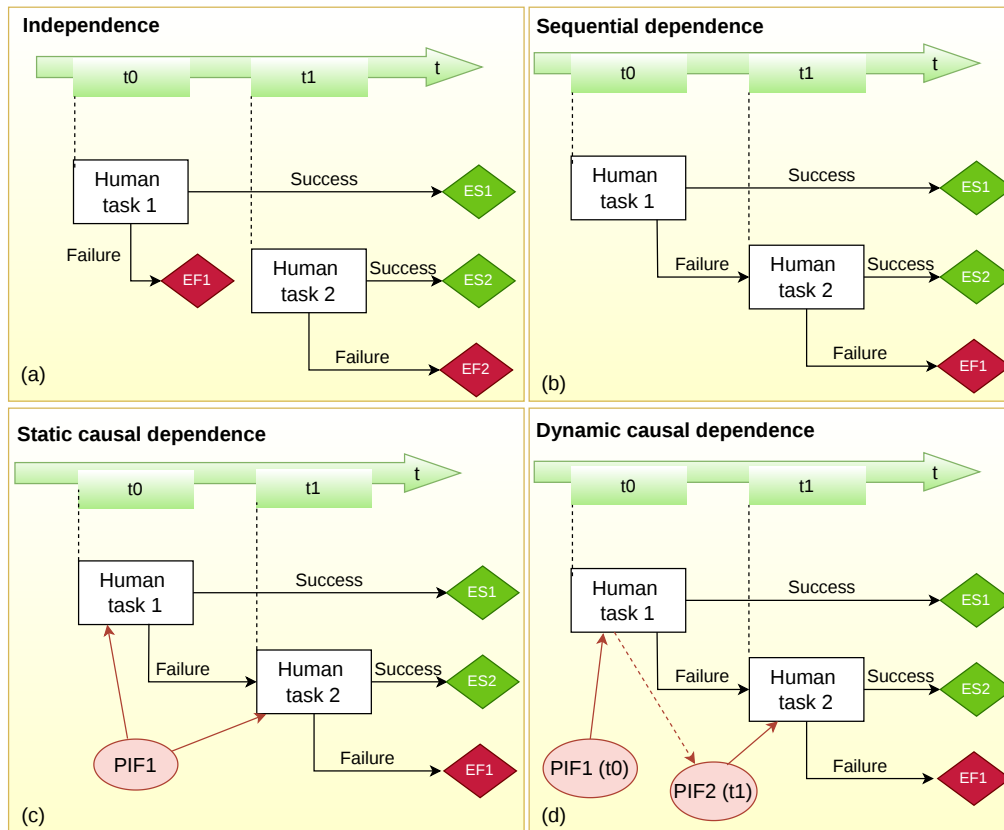 Independence
t
t0
t1
Human
task 1
Success
ES1
Failure
EF1
Human
task 2
Success
ES2
Failure
EF2
(a)
Sequential dependence
t
t0
t1
Human
task 1
Success
ES1
Failure
Human
task 2
Success
ES2
Failure
EF1
(b)
Static causal dependence
t
t0
t1
Human
task 1
Success
ES1
Failure
Human
task 2
Success
ES2
PIF1
Failure
EF1
(c)
Dynamic causal dependence
t
t0
t1
Human
task 1
Success
ES1
Failure
Human
task 2
Success
ES2
PIF1 (t0)
PIF2 (t1)
Failure
EF1
(d)